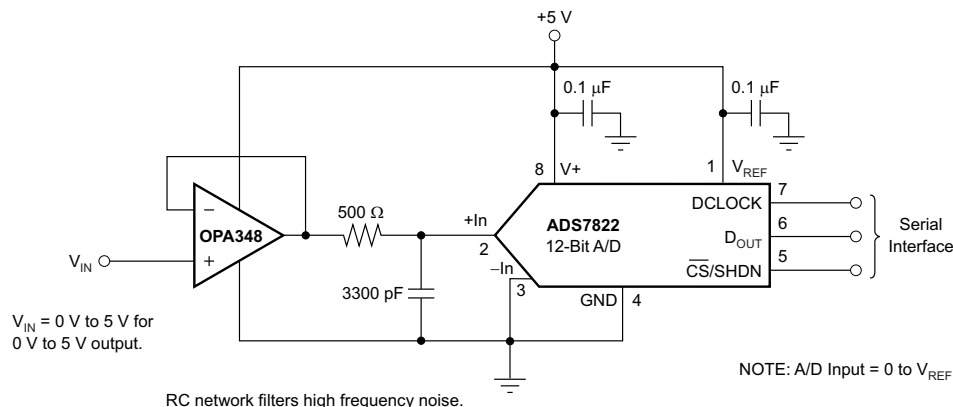 +5 V
0.1 μF
0.1 μF
8
V+
1
V_REF
−
OPA348
+
V_IN
500 Ω
3300 pF
+In
2
−In
3
ADS7822
12-Bit A/D
GND
4
DCLOCK
7
D_OUT
6
C̅S̅/SHDN
5
Serial
Interface
V_IN = 0 V to 5 V for
0 V to 5 V output.
NOTE: A/D Input = 0 to V_REF
RC network filters high frequency noise.